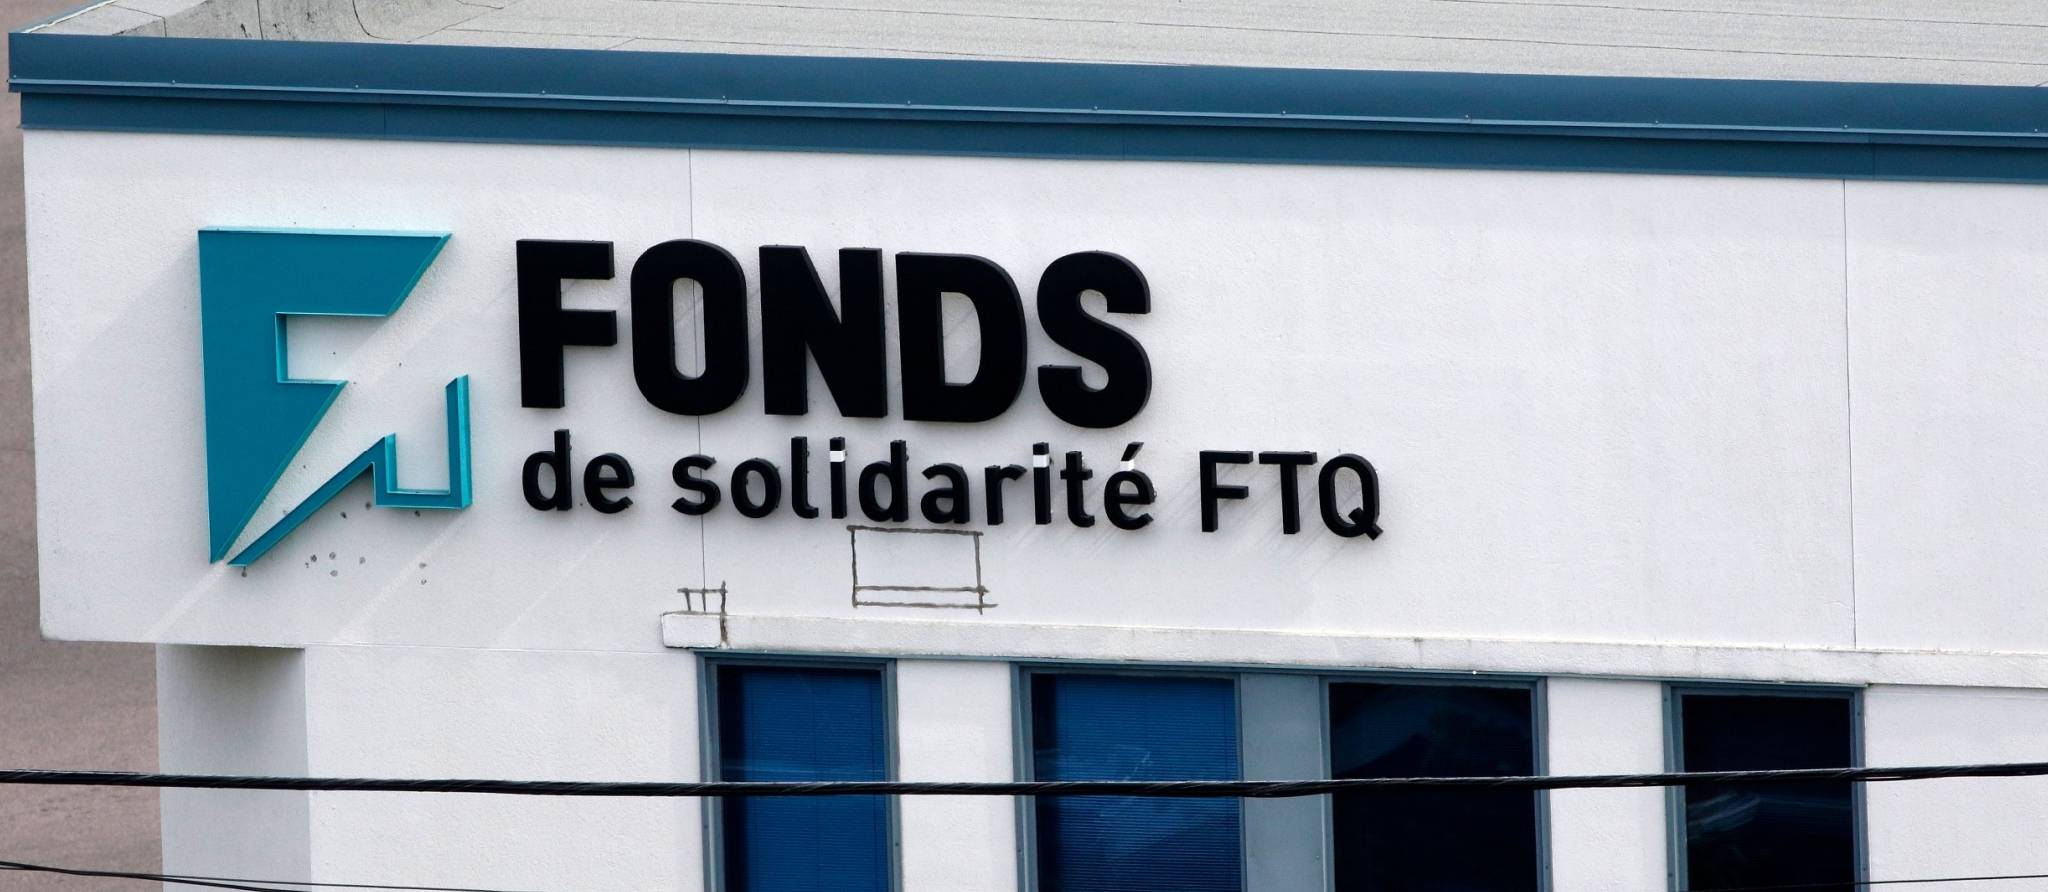 FONDS
de solidarité FTQ